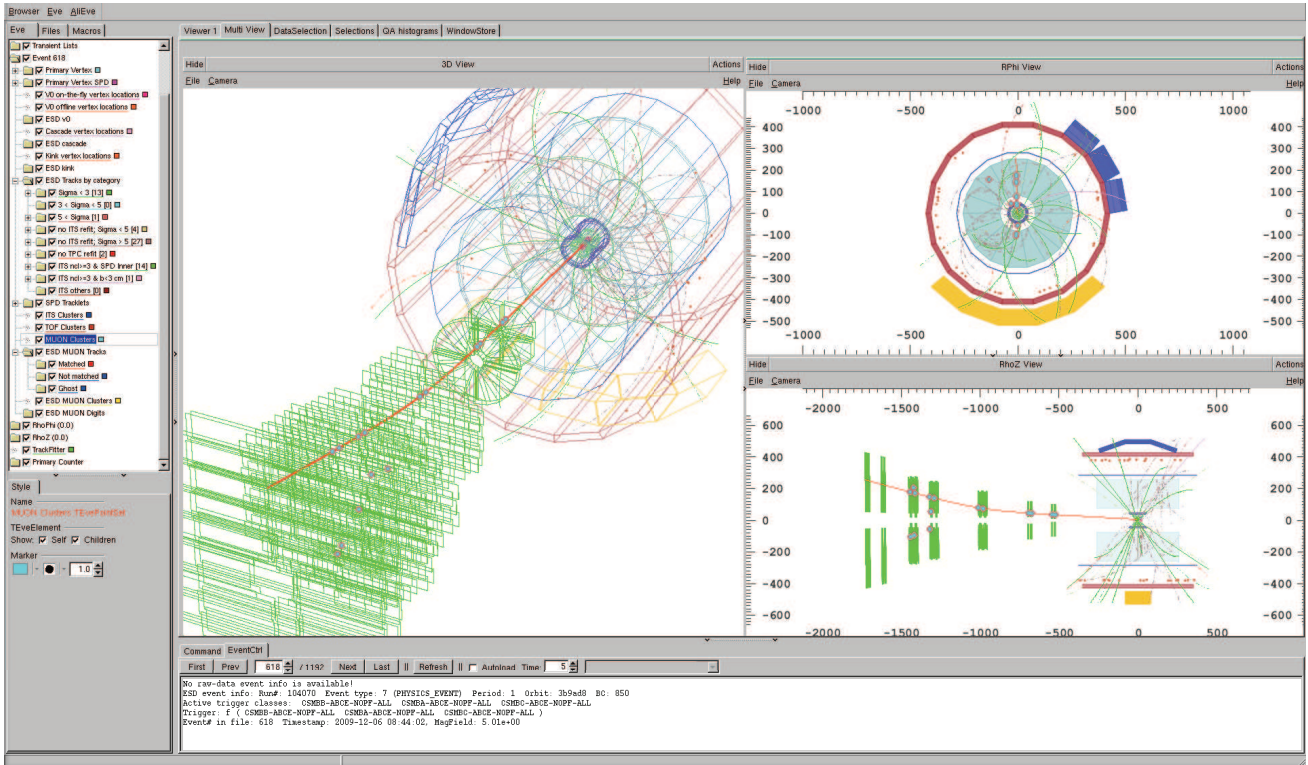 Browser Eve AliEve
Eve Files Macros
Viewer 1 Multi View DataSelection Selections QA histograms WindowStore
Transient Lists
Event 618
Primary Vertex
Primary Vertex SPD
V0 on-the-fly vertex locations
V0 offline vertex locations
ESD v0
Cascade vertex locations
ESD cascade
Kink vertex locations
ESD kink
ESD Tracks by category
Sigma < 3 [13]
3 < Sigma < 5 [0]
5 < Sigma [1]
no ITS refit; Sigma < 5 [4]
no ITS refit; Sigma > 5 [27]
no TPC refit [2]
ITS ncl>=3 & SPD Inner [14]
ITS ncl>=3 & b<3 cm [1]
ITS others [0]
SPD Tracklets
ITS Clusters
TOF Clusters
MUON Clusters
ESD MUON Tracks
Matched
Not matched
Ghost
ESD MUON Clusters
ESD MUON Digits
RhoPhi (0.0)
RhoZ (0.0)
TrackFitter
Primary Counter
Style
Name
MUON Clusters TEvePointSet
TEveElement
Show: Self Children
Marker
- - 1.0
Hide 3D View Actions
File Camera Help
Hide RPhi View Actions
File Camera Help
-1000 -500 0 500 1000
400 400
300 300
200 200
100 100
0 0
-100 -100
-200 -200
-300 -300
-400 -400
-500 -500
-1000 -500 0 500 1000
Hide RhoZ View Actions
File Camera Help
-2000 -1500 -1000 -500 0 500
600 600
400 400
200 200
0 0
-200 -200
-400 -400
-600 -600
-2000 -1500 -1000 -500 0 500
Command EventCtrl
First Prev 618 / 1192 Next Last || Refresh || Autoload Time: 5
No raw-data event info is available!
ESD event info: Run#: 104070 Event type: 7 (PHYSICS_EVENT) Period: 1 Orbit: 3b9ad8 BC: 850
Active trigger classes: CSMBB-ABCE-NOPF-ALL CSMBA-ABCE-NOPF-ALL CSMBC-ABCE-NOPF-ALL
Trigger: f ( CSMBB-ABCE-NOPF-ALL CSMBA-ABCE-NOPF-ALL CSMBC-ABCE-NOPF-ALL )
Event# in file: 618 Timestamp: 2009-12-06 08:44:02, MagField: 5.01e+00